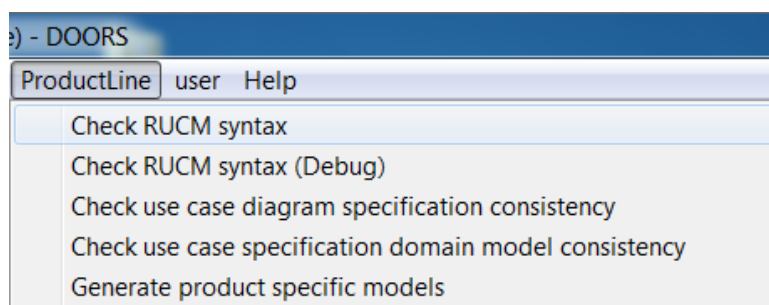 e) - DOORS
ProductLine user Help
Check RUCM syntax
Check RUCM syntax (Debug)
Check use case diagram specification consistency
Check use case specification domain model consistency
Generate product specific models